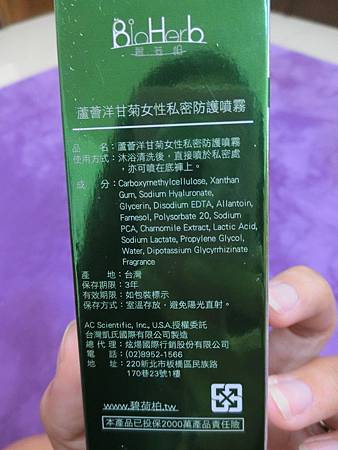 BioHerb
碧荷柏
蘆薈洋甘菊女性私密防護噴霧
品　　名：蘆薈洋甘菊女性私密防護噴霧
使用方式：沐浴清洗後，直接噴於私密處
，亦可噴在底褲上。
成　　分：Carboxymethylcellulose, Xanthan
Gum, Sodium Hyaluronate,
Glycerin, Disodium EDTA, Allantoin,
Farnesol, Polysorbate 20, Sodium
PCA, Chamomile Extract, Lactic Acid,
Sodium Lactate, Propylene Glycol,
Water, Dipotassium Glycyrrhizinate
Fragrance
產　　地：台灣
保存期限：3年
有效期限：如包裝標示
保存方式：室溫存放，避免陽光直射。
AC Scientific, Inc., U.S.A.授權委託
台灣凱氏國際有限公司製造
總 代 理：炫煬國際行銷股份有限公司
電　　話：(02)8952-1566
地　　址：220新北市板橋區民族路
170巷23號1樓
www.碧荷柏.tw
本產品已投保2000萬產品責任險